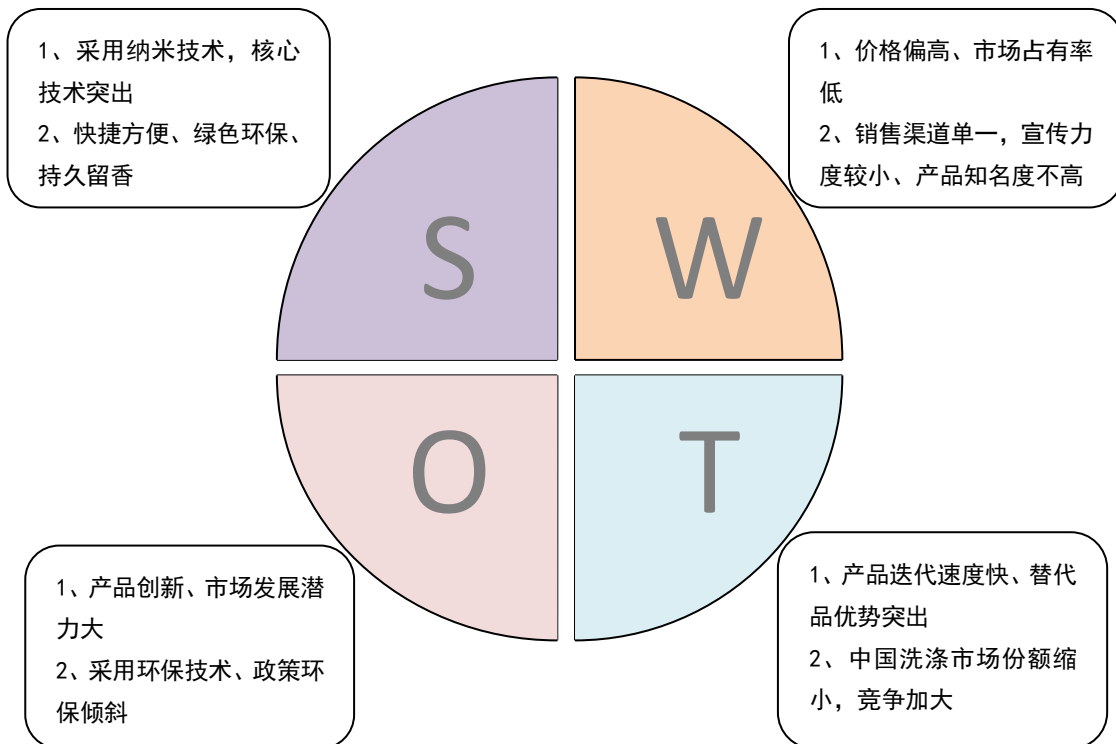 1、采用纳米技术，核心
技术突出
2、快捷方便、绿色环保、
持久留香
1、价格偏高、市场占有率
低
2、销售渠道单一，宣传力
度较小、产品知名度不高
S
W
O
T
1、产品创新、市场发展潜
力大
2、采用环保技术、政策环
保倾斜
1、产品迭代速度快、替代
品优势突出
2、中国洗涤市场份额缩
小，竞争加大